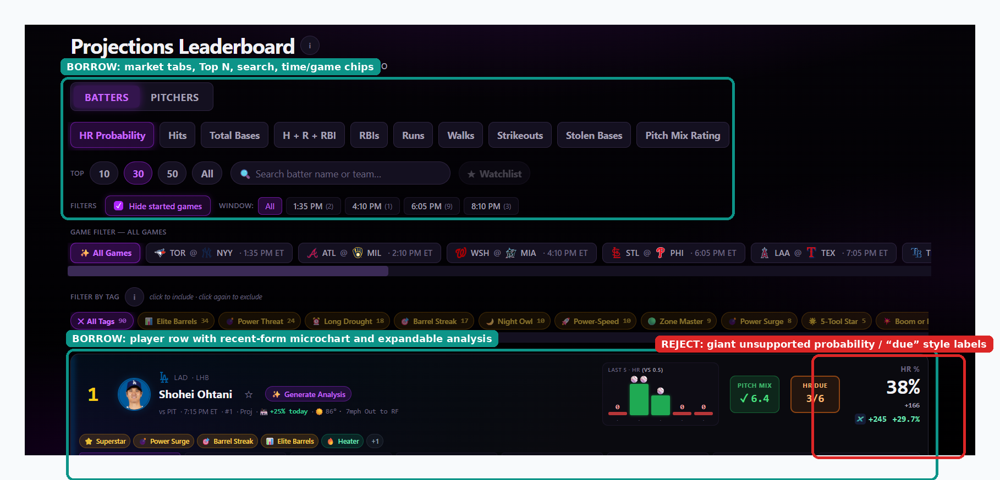 Projections Leaderboard i
BORROW: market tabs, Top N, search, time/game chips
BATTERS PITCHERS
HR Probability Hits Total Bases H + R + RBI RBIs Runs Walks Strikeouts Stolen Bases Pitch Mix Rating
TOP 10 30 50 All Search batter name or team... ★ Watchlist
FILTERS Hide started games WINDOW: All 1:35 PM (2) 4:10 PM (1) 6:05 PM (9) 8:10 PM (3)
GAME FILTER — ALL GAMES
All Games TOR @ NYY · 1:35 PM ET ATL @ MIL · 2:10 PM ET WSH @ MIA · 4:10 PM ET STL @ PHI · 6:05 PM ET LAA @ TEX · 7:05 PM ET
FILTER BY TAG i click to include · click again to exclude
✕ All Tags 90 Elite Barrels 34 Power Threat 24 Long Drought 18 Barrel Streak 17 Night Owl 10 Power-Speed 10 Zone Master 9 Power Surge 8 5-Tool Star 5 Boom or
BORROW: player row with recent-form microchart and expandable analysis
REJECT: giant unsupported probability / “due” style labels
1
LAD · LHB
Shohei Ohtani ☆ Generate Analysis
vs PIT · 7:15 PM ET · #1 · Proj · +25% today · 86° · 7mph Out to RF
LAST 5 · HR (VS 0.5)
0 0 0
PITCH MIX
✓ 6.4
HR DUE
3/6
HR %
38%
+166
+245 +29.7%
Superstar Power Surge Barrel Streak Elite Barrels Heater +1